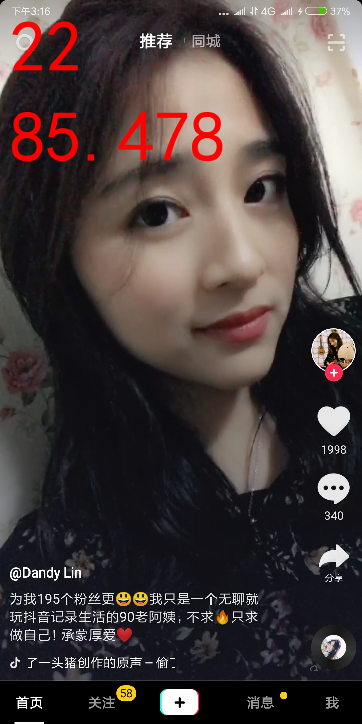 下午3:16
4G
37%
22
推荐
同城
85.478
1998
340
分享
@Dandy Lin
为我195个粉丝更😃😃我只是一个无聊就
玩抖音记录生活的90老阿姨,不求🔥只求
做自己!承蒙厚爱❤️
了一头猪创作的原声 – 偷
首页
关注
58
消息
我